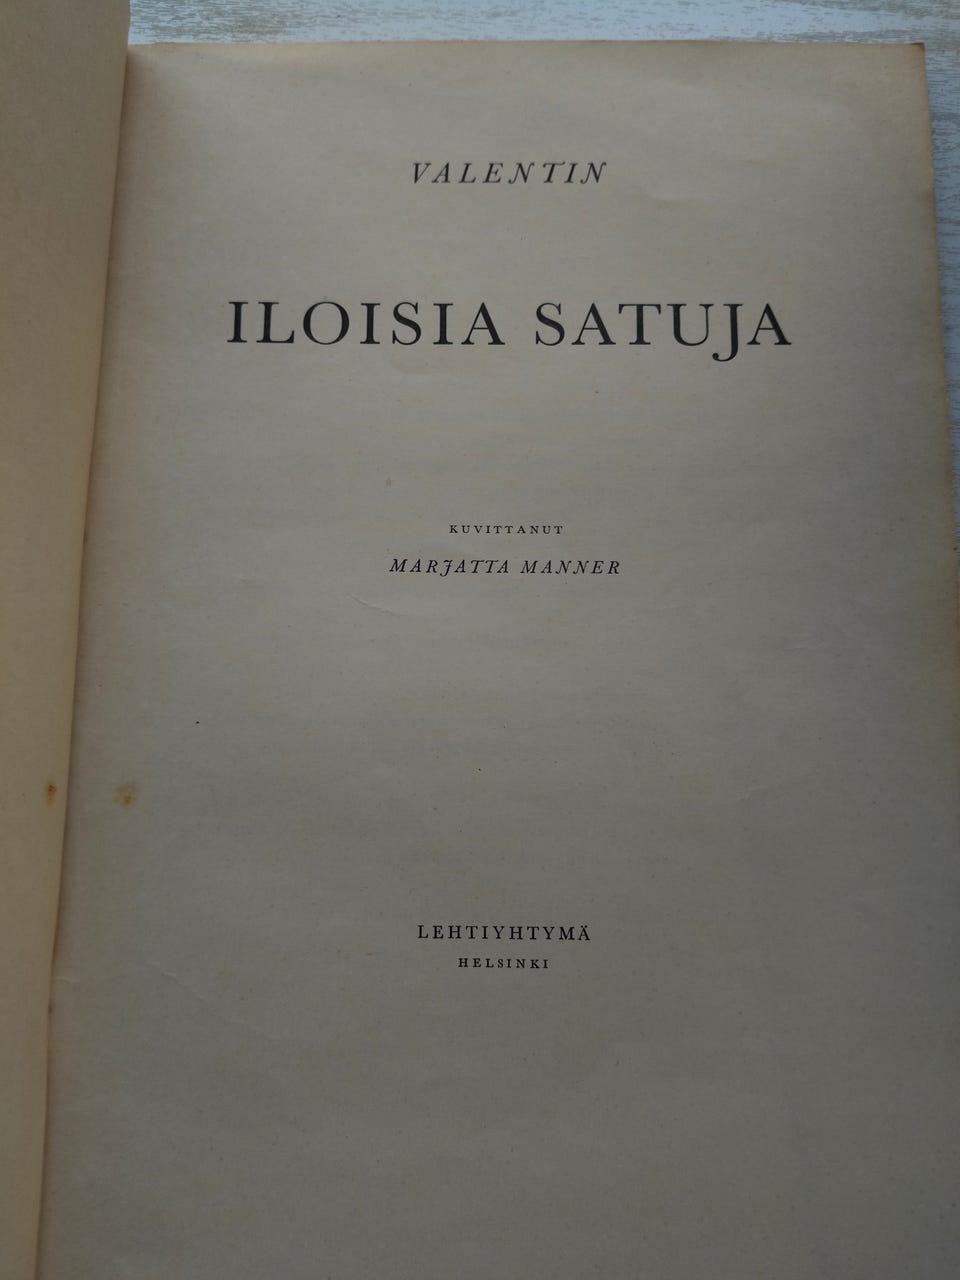 VALENTIN
ILOISIA SATUJA
KUVITTANUT
MARJATTA MANNER
LEHTIYHTYMÄ
HELSINKI